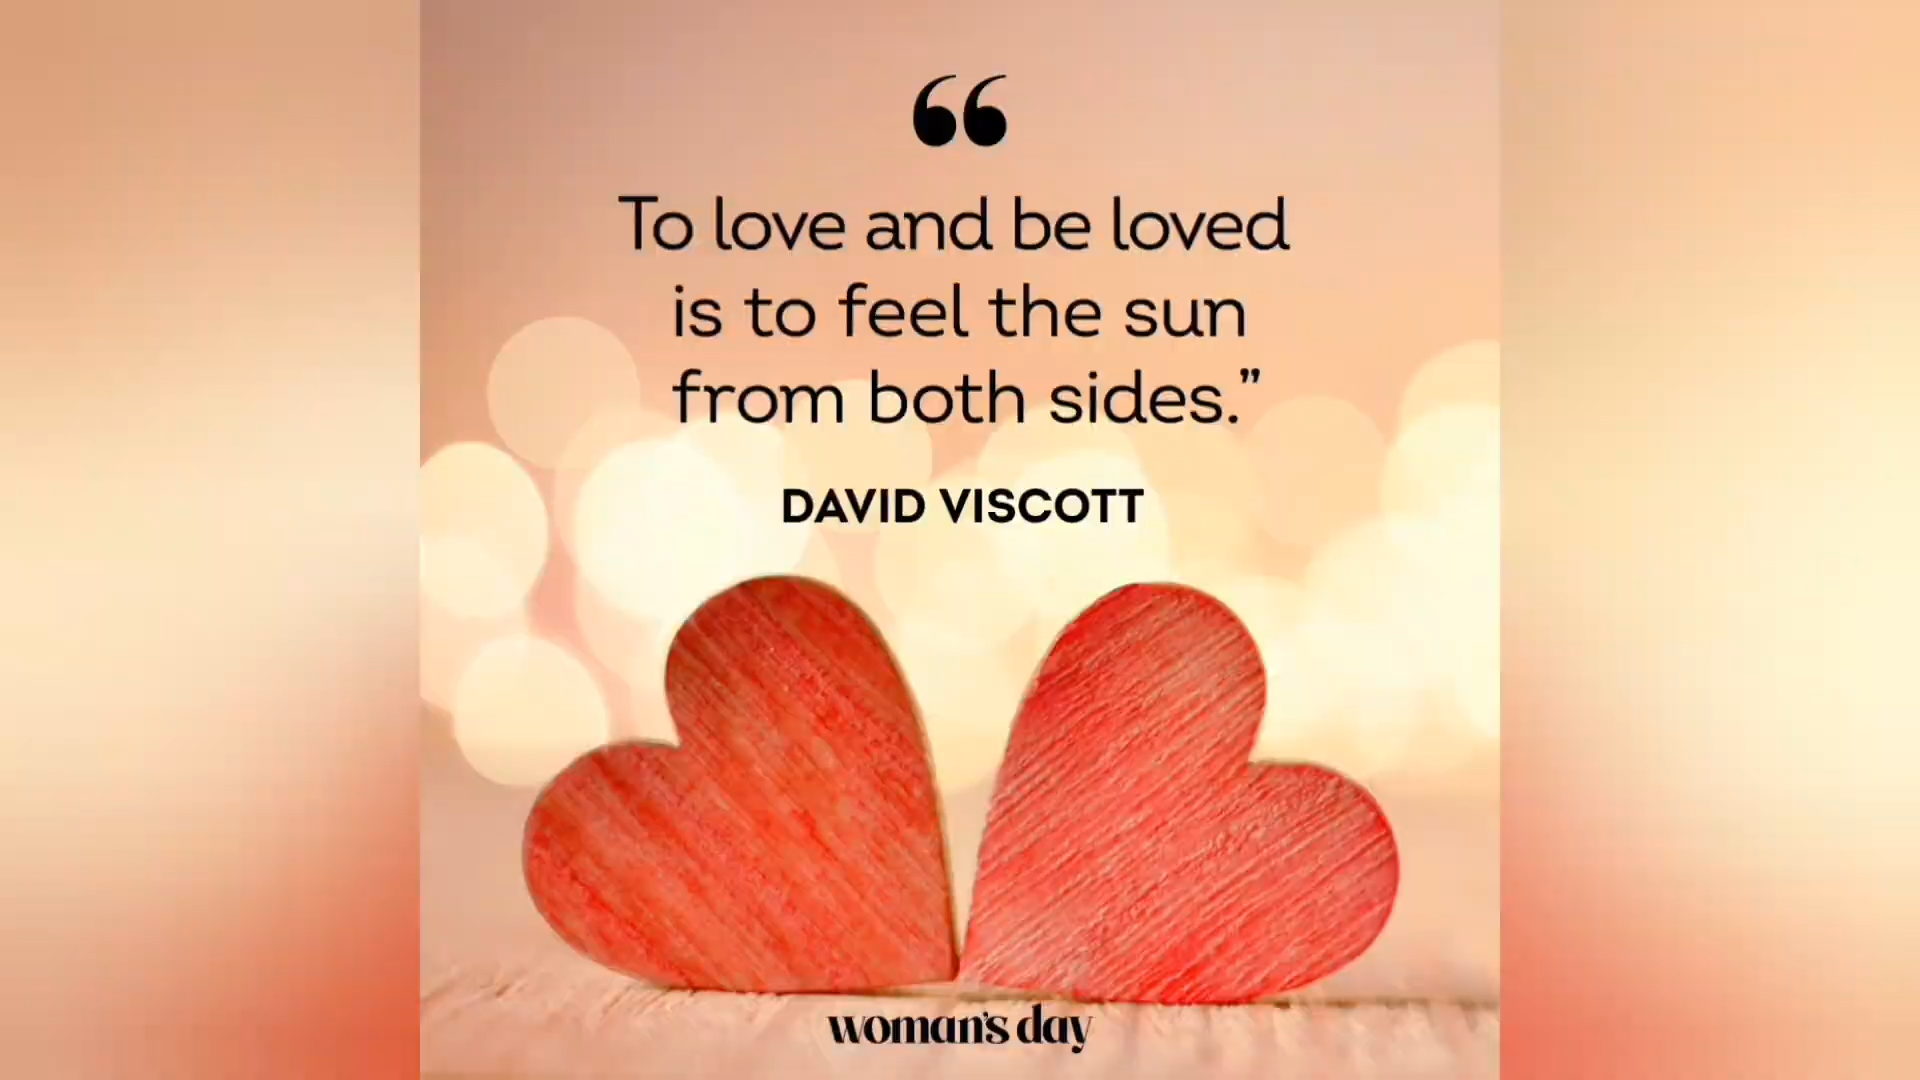 “
To love and be loved
is to feel the sun
from both sides.”
DAVID VISCOTT
woman's day